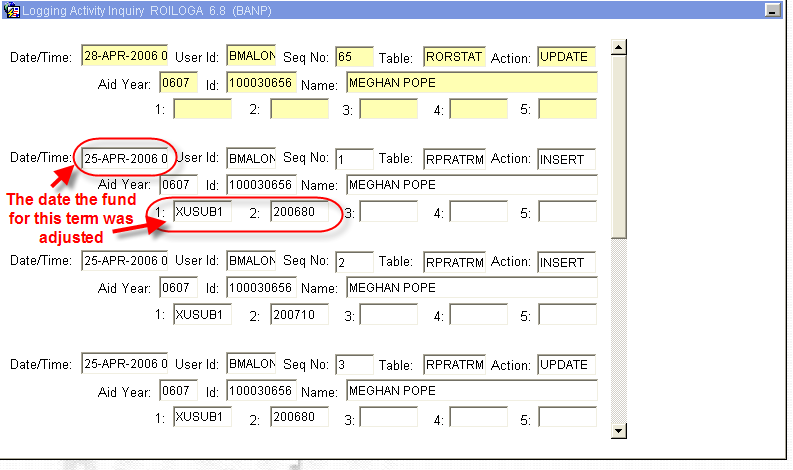 Logging Activity Inquiry ROILOGA 6.8 (BANP)
Date/Time: 28-APR-2006 0 User Id: BMALON Seq No: 65 Table: RORSTAT Action: UPDATE
Aid Year: 0607 Id: 100030656 Name: MEGHAN POPE
1: 2: 3: 4: 5:
Date/Time: 25-APR-2006 0 User Id: BMALON Seq No: 1 Table: RPRATRM Action: INSERT
Aid Year: 0607 Id: 100030656 Name: MEGHAN POPE
1: XUSUB1 2: 200680 3: 4: 5:
The date the fund
for this term was
adjusted
Date/Time: 25-APR-2006 0 User Id: BMALON Seq No: 2 Table: RPRATRM Action: INSERT
Aid Year: 0607 Id: 100030656 Name: MEGHAN POPE
1: XUSUB1 2: 200710 3: 4: 5:
Date/Time: 25-APR-2006 0 User Id: BMALON Seq No: 3 Table: RPRATRM Action: UPDATE
Aid Year: 0607 Id: 100030656 Name: MEGHAN POPE
1: XUSUB1 2: 200680 3: 4: 5: